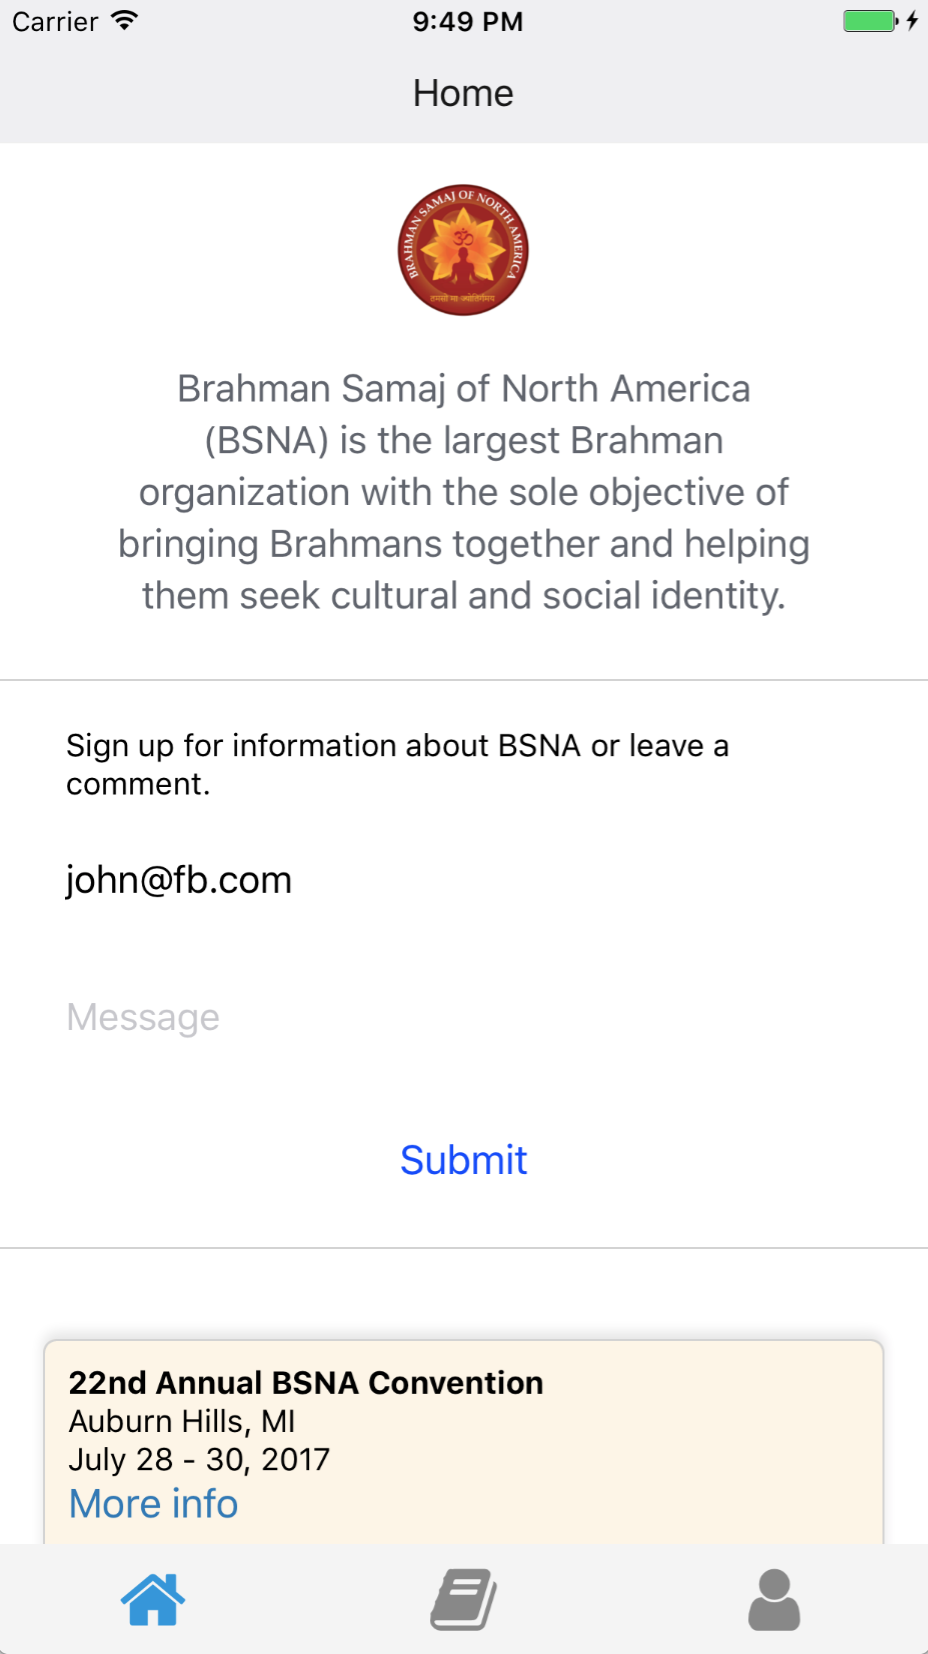 Carrier 9:49 PM
Home
BRAHMAN SAMAJ OF NORTH AMERICA
ॐ
तमसो मा ज्योतिर्गमय
Brahman Samaj of North America
(BSNA) is the largest Brahman
organization with the sole objective of
bringing Brahmans together and helping
them seek cultural and social identity.
Sign up for information about BSNA or leave a
comment.
john@fb.com
Message
Submit
22nd Annual BSNA Convention
Auburn Hills, MI
July 28 - 30, 2017
More info